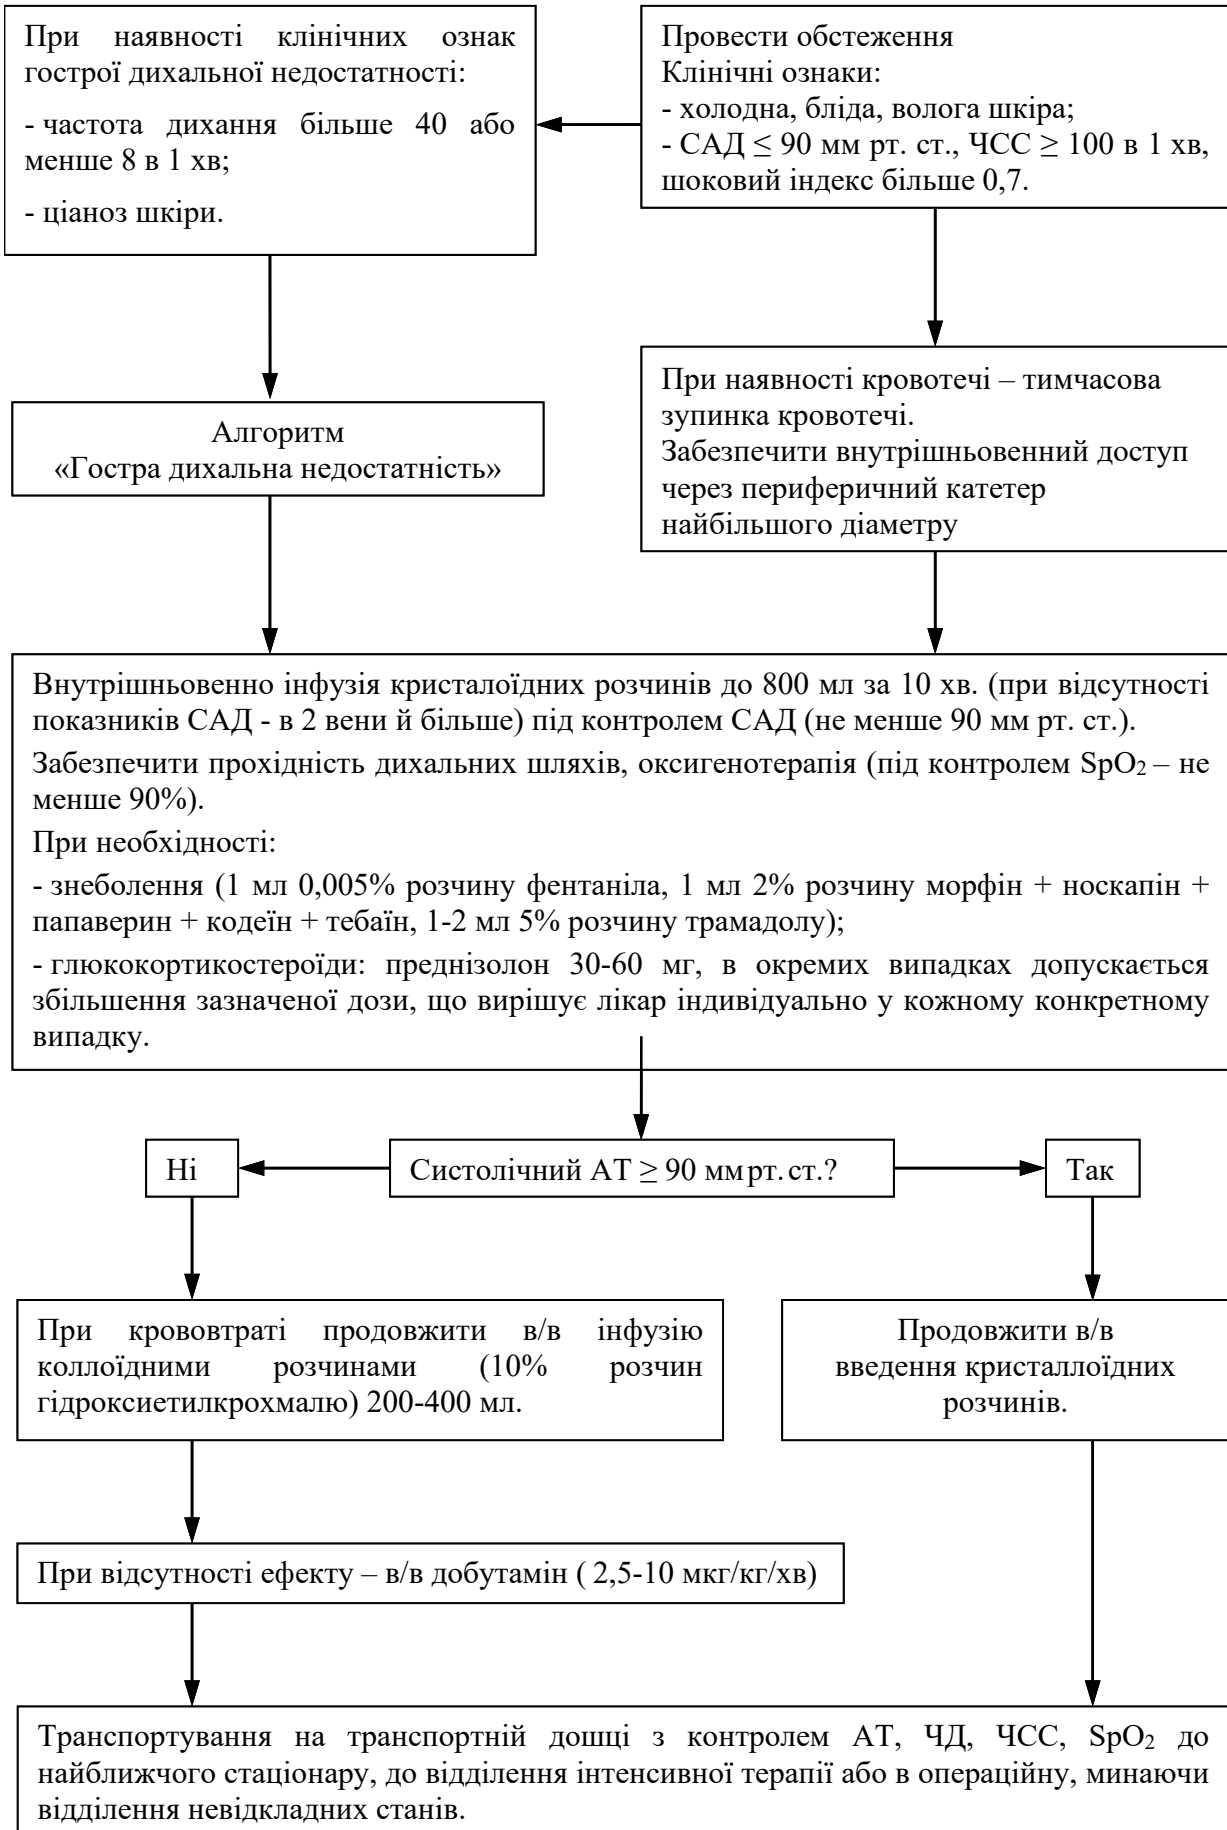 При наявності клінічних ознак
гострої дихальної недостатності:
- частота дихання більше 40 або
менше 8 в 1 хв;
- ціаноз шкіри.
Провести обстеження
Клінічні ознаки:
- холодна, бліда, волога шкіра;
- САД ≤ 90 мм рт. ст., ЧСС ≥ 100 в 1 хв,
шоковий індекс більше 0,7.
Алгоритм
«Гостра дихальна недостатність»
При наявності кровотечі – тимчасова
зупинка кровотечі.
Забезпечити внутрішньовенний доступ
через периферичний катетер
найбільшого діаметру
Внутрішньовенно інфузія кристалоїдних розчинів до 800 мл за 10 хв. (при відсутності
показників САД - в 2 вени й більше) під контролем САД (не менше 90 мм рт. ст.).
Забезпечити прохідність дихальних шляхів, оксигенотерапія (під контролем SpO₂ – не
менше 90%).
При необхідності:
- знеболення (1 мл 0,005% розчину фентаніла, 1 мл 2% розчину морфін + носкапін +
папаверин + кодеїн + тебаїн, 1-2 мл 5% розчину трамадолу);
- глюкокортикостероїди: преднізолон 30-60 мг, в окремих випадках допускається
збільшення зазначеної дози, що вирішує лікар індивідуально у кожному конкретному
випадку.
Ні
Систолічний АТ ≥ 90 мм рт. ст.?
Так
При крововтраті продовжити в/в інфузію
коллоїдними розчинами (10% розчин
гідроксиетилкрохмалю) 200-400 мл.
Продовжити в/в
введення кристаллоїдних
розчинів.
При відсутності ефекту – в/в добутамін ( 2,5-10 мкг/кг/хв)
Транспортування на транспортній дошці з контролем АТ, ЧД, ЧСС, SpO₂ до
найближчого стаціонару, до відділення інтенсивної терапії або в операційну, минаючи
відділення невідкладних станів.